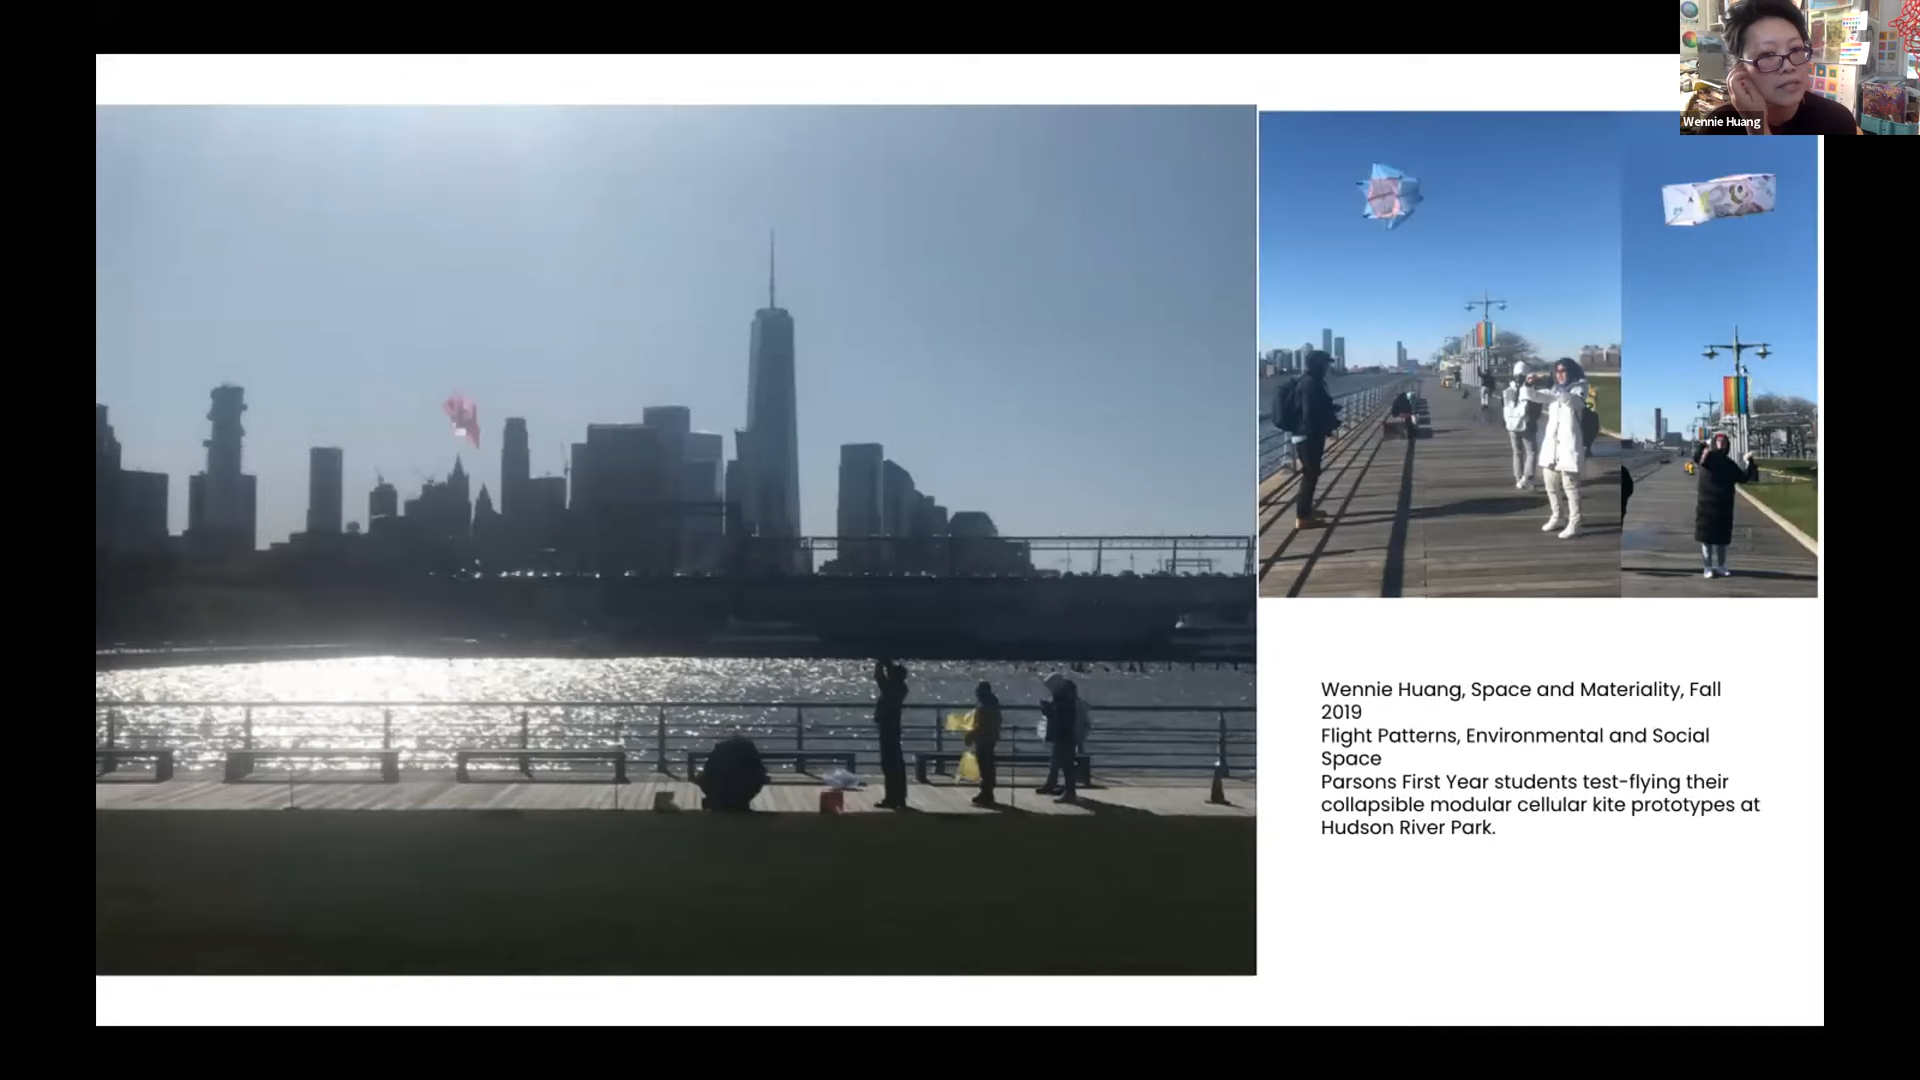 Wennie Huang
Wennie Huang, Space and Materiality, Fall
2019
Flight Patterns, Environmental and Social
Space
Parsons First Year students test-flying their
collapsible modular cellular kite prototypes at
Hudson River Park.